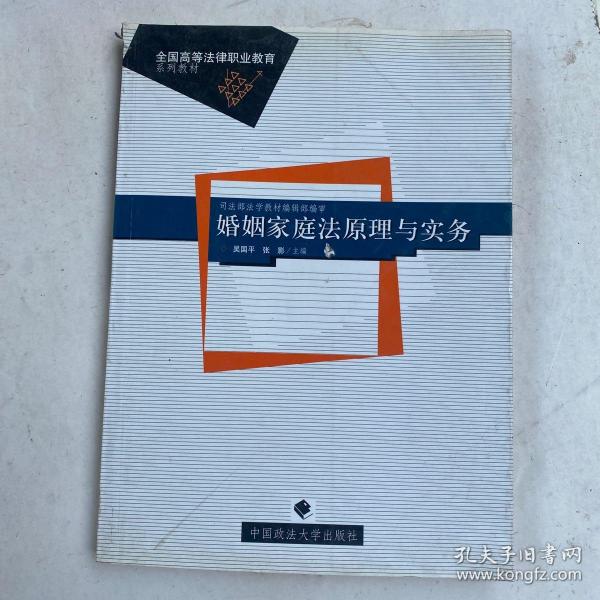 全国高等法律职业教育
系列教材
司法部法学教材编辑部编审
婚姻家庭法原理与实务
◇吴国平 张影/主编
中国政法大学出版社
孔夫子旧书网
www.kongfz.com